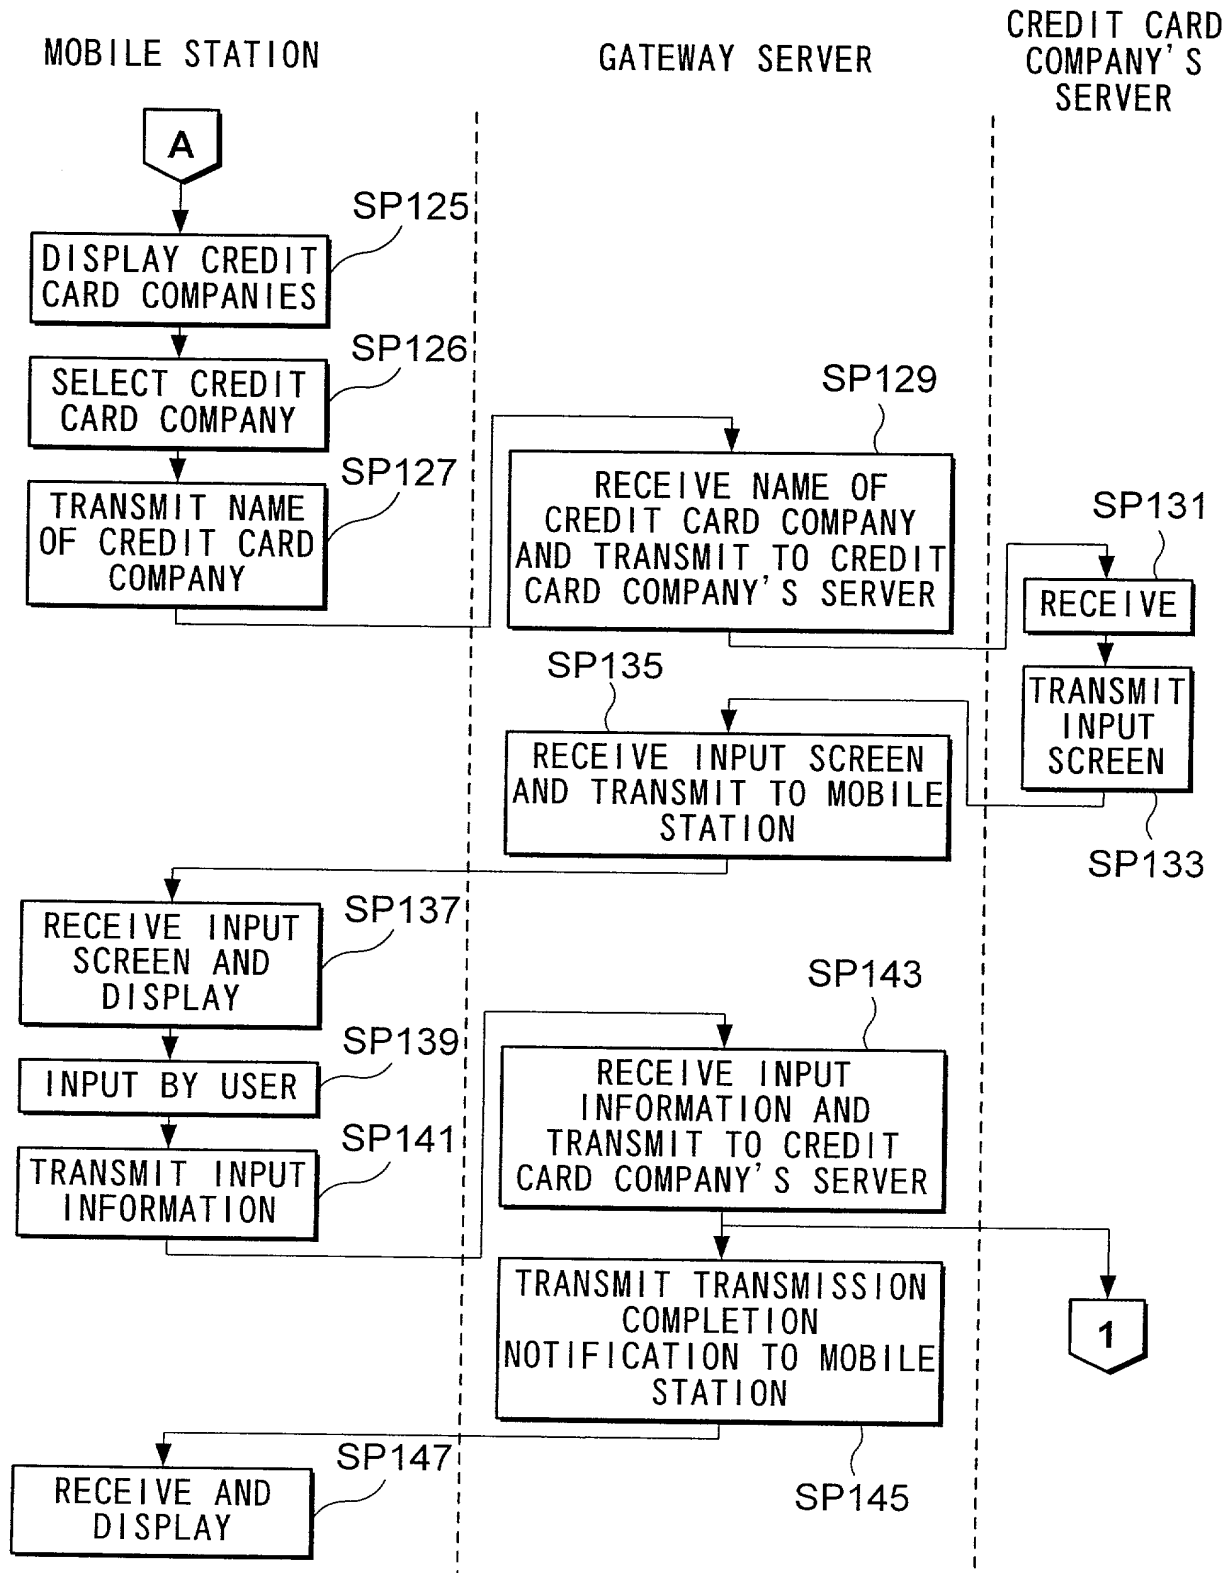 MOBILE STATION
GATEWAY SERVER
CREDIT CARD
COMPANY'S
SERVER
A
SP125
DISPLAY CREDIT
CARD COMPANIES
SP126
SELECT CREDIT
CARD COMPANY
SP127
TRANSMIT NAME
OF CREDIT CARD
COMPANY
SP129
RECEIVE NAME OF
CREDIT CARD COMPANY
AND TRANSMIT TO CREDIT
CARD COMPANY'S SERVER
SP131
RECEIVE
TRANSMIT
INPUT
SCREEN
SP133
SP135
RECEIVE INPUT SCREEN
AND TRANSMIT TO MOBILE
STATION
SP137
RECEIVE INPUT
SCREEN AND
DISPLAY
SP139
INPUT BY USER
SP141
TRANSMIT INPUT
INFORMATION
SP143
RECEIVE INPUT
INFORMATION AND
TRANSMIT TO CREDIT
CARD COMPANY'S SERVER
1
TRANSMIT TRANSMISSION
COMPLETION
NOTIFICATION TO MOBILE
STATION
SP145
SP147
RECEIVE AND
DISPLAY